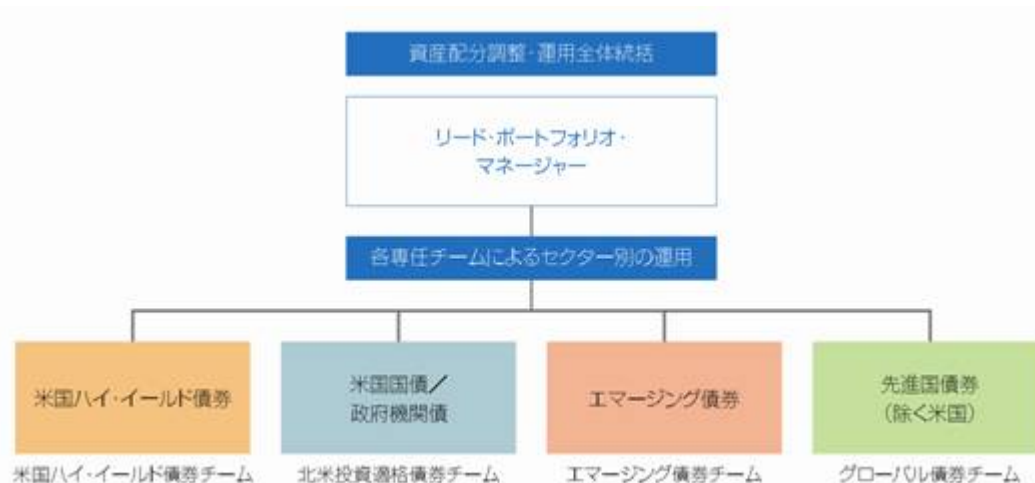 資産配分調整・運用全体統括
リード・ポートフォリオ・
マネージャー
各専任チームによるセクター別の運用
米国ハイ・イールド債券
米国国債／
政府機関債
エマージング債券
先進国債券
（除く米国）
米国ハイ・イールド債券チーム
北米投資適格債券チーム
エマージング債券チーム
グローバル債券チーム